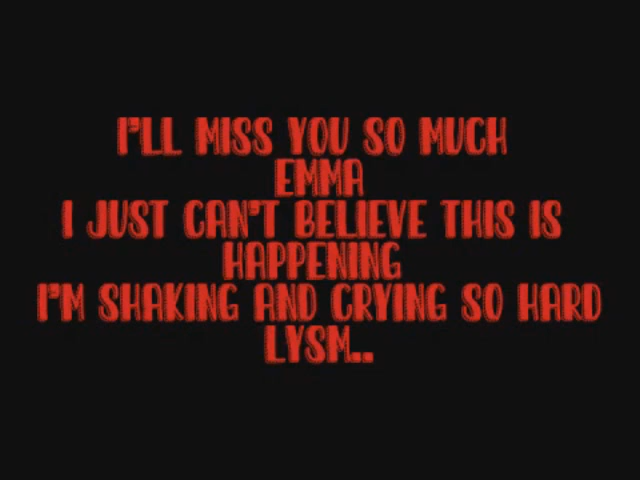 I'LL MISS YOU SO MUCH
EMMA
I JUST CAN'T BELIEVE THIS IS
HAPPENING
I'M SHAKING AND CRYING SO HARD
LYSM..